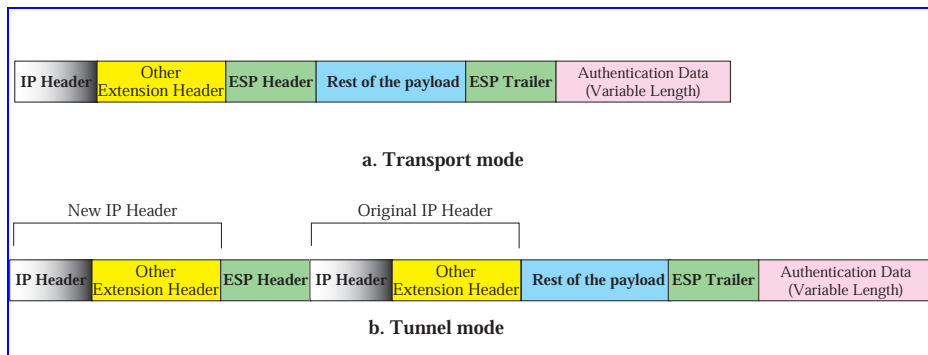 IP Header
Other
Extension Header
ESP Header
Rest of the payload
ESP Trailer
Authentication Data
(Variable Length)
a. Transport mode
New IP Header
Original IP Header
IP Header
Other
Extension Header
ESP Header
IP Header
Other
Extension Header
Rest of the payload
ESP Trailer
Authentication Data
(Variable Length)
b. Tunnel mode